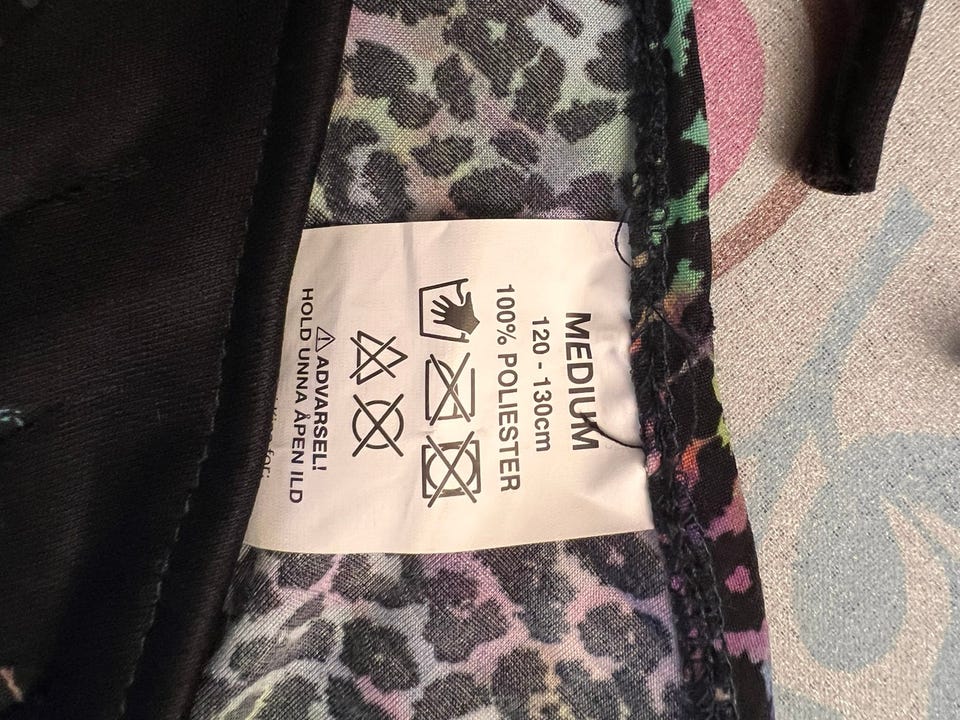 MEDIUM
120 - 130cm
100% POLIESTER
⚠ADVARSEL!
HOLD UNNA ÅPEN ILD